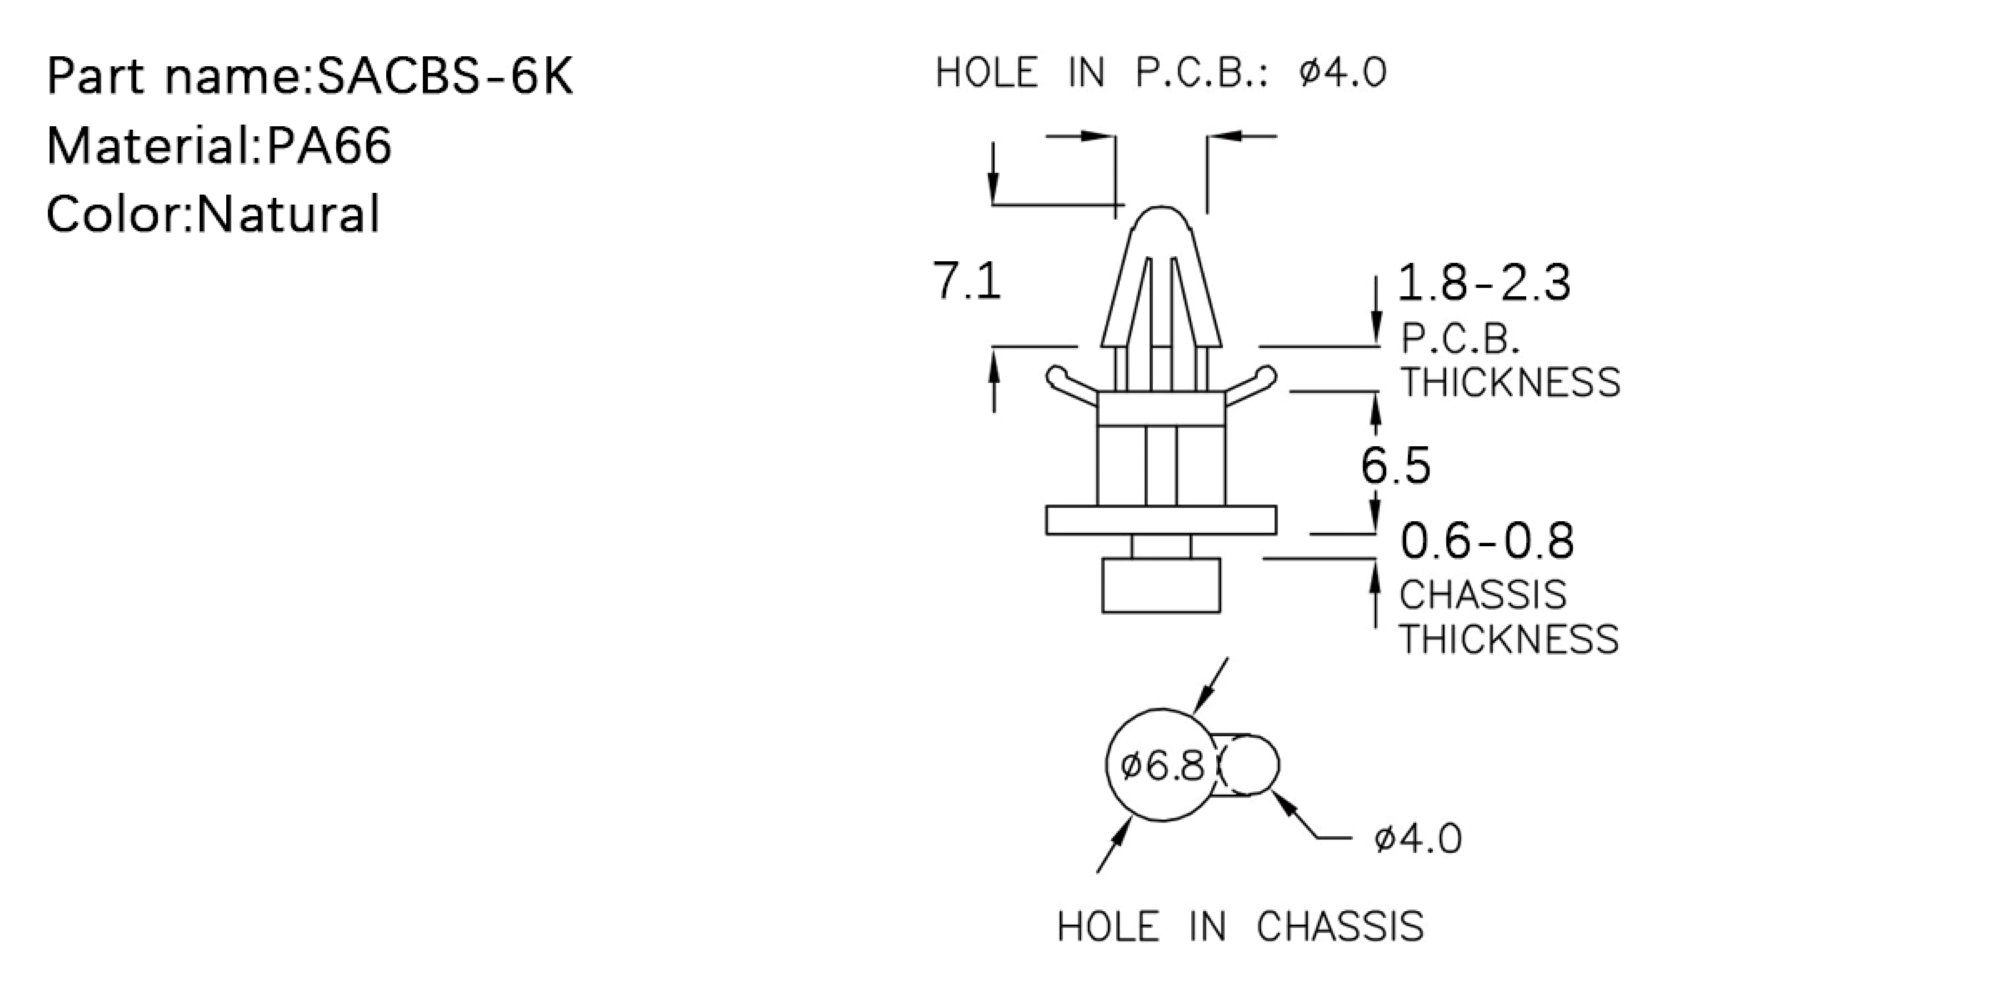 Part name:SACBS-6K
Material:PA66
Color:Natural
HOLE IN P.C.B.: ø4.0
7.1
1.8-2.3
P.C.B.
THICKNESS
6.5
0.6-0.8
CHASSIS
THICKNESS
ø6.8
ø4.0
HOLE IN CHASSIS